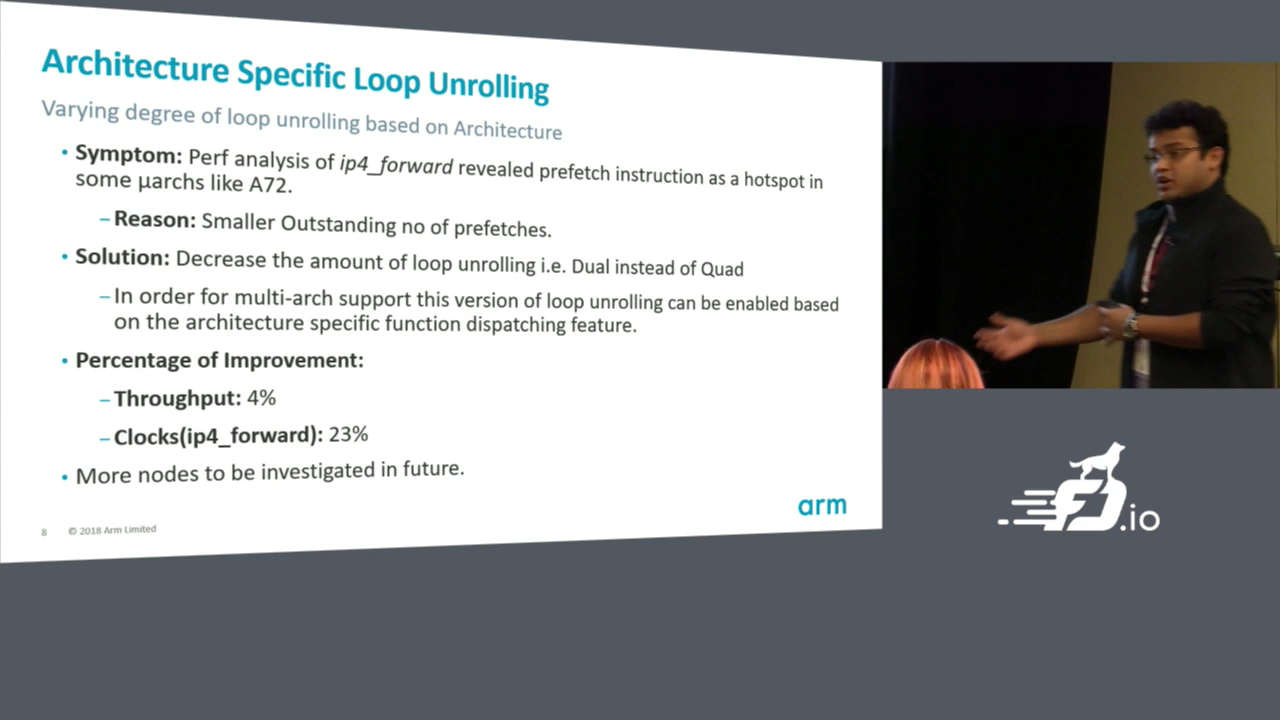 Architecture Specific Loop Unrolling
Varying degree of loop unrolling based on Architecture
• Symptom: Perf analysis of ip4_forward revealed prefetch instruction as a hotspot in
some µarchs like A72.
– Reason: Smaller Outstanding no of prefetches.
• Solution: Decrease the amount of loop unrolling i.e. Dual instead of Quad
– In order for multi-arch support this version of loop unrolling can be enabled based
on the architecture specific function dispatching feature.
• Percentage of Improvement:
– Throughput: 4%
– Clocks(ip4_forward): 23%
• More nodes to be investigated in future.
arm
8 © 2018 Arm Limited
FD.io